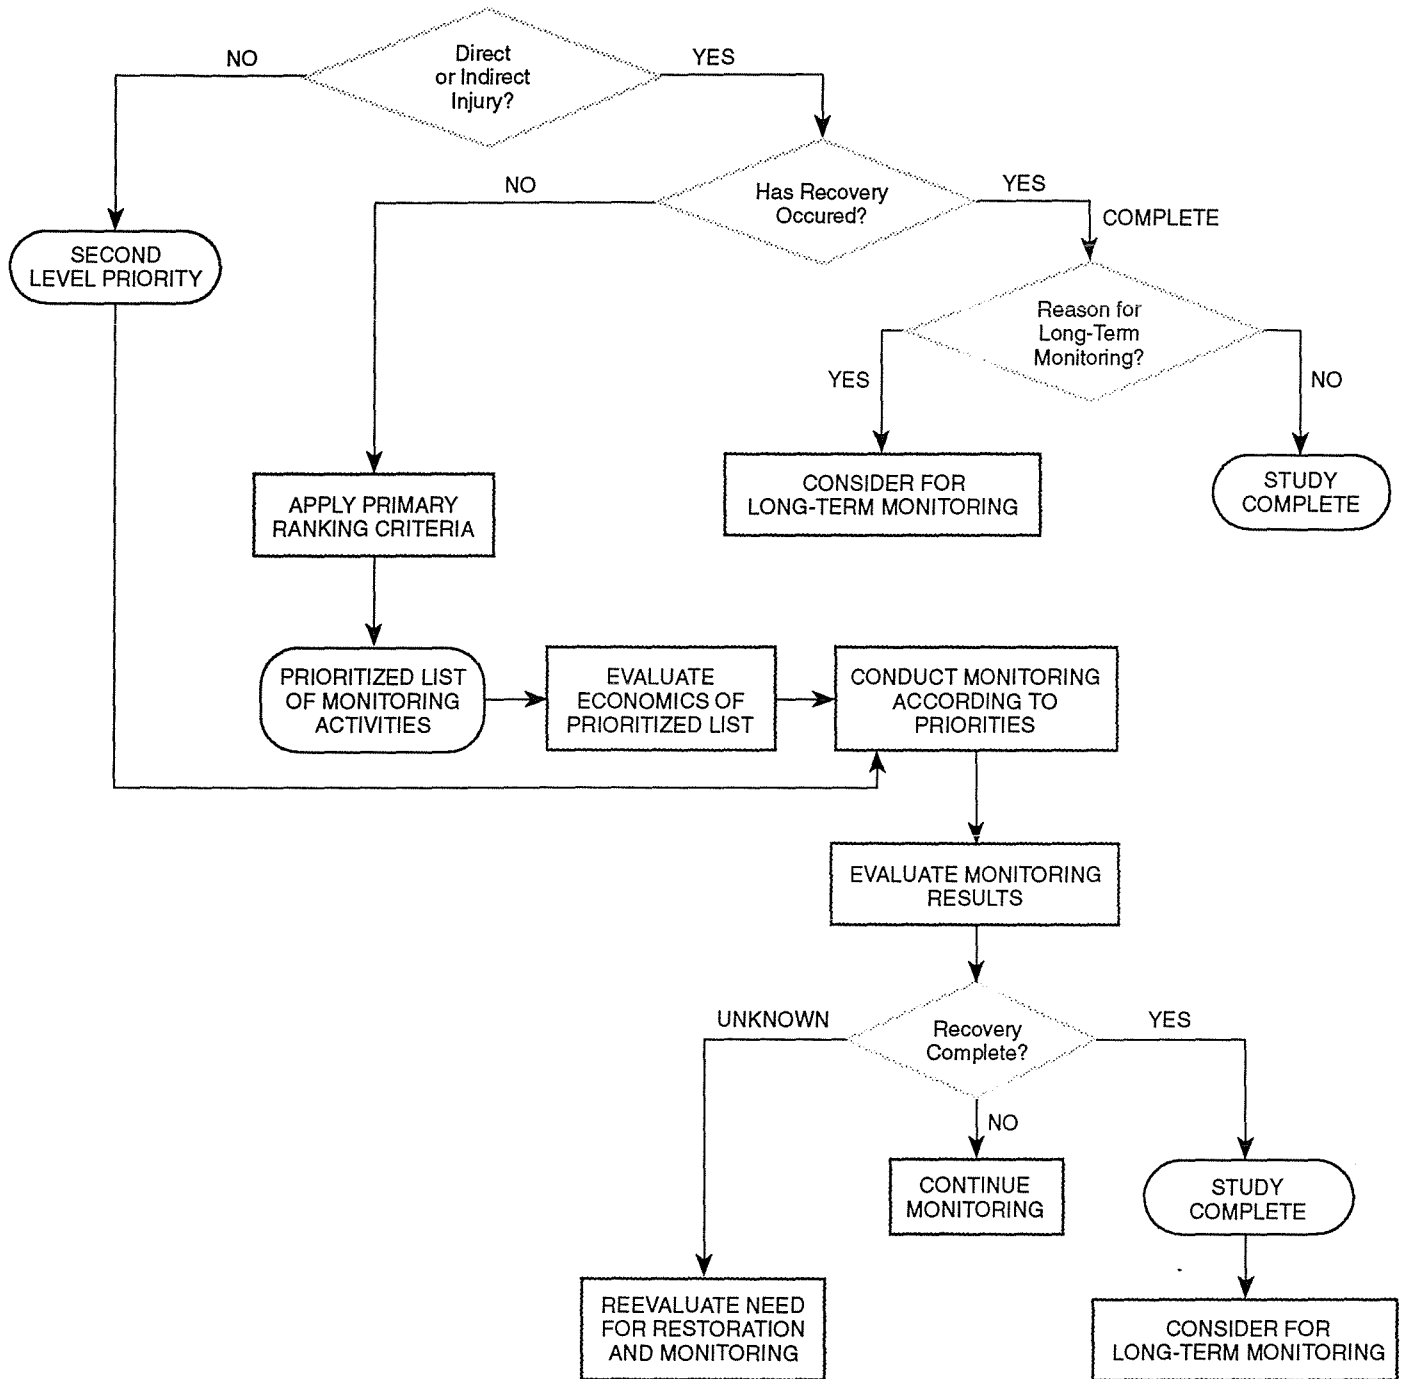 NO
Direct
or Indirect
Injury?
YES
NO
Has Recovery
Occured?
YES
COMPLETE
SECOND
LEVEL PRIORITY
Reason for
Long-Term
Monitoring?
YES
NO
CONSIDER FOR
LONG-TERM MONITORING
STUDY
COMPLETE
APPLY PRIMARY
RANKING CRITERIA
PRIORITIZED LIST
OF MONITORING
ACTIVITIES
EVALUATE
ECONOMICS OF
PRIORITIZED LIST
CONDUCT MONITORING
ACCORDING TO
PRIORITIES
EVALUATE MONITORING
RESULTS
UNKNOWN
Recovery
Complete?
YES
NO
CONTINUE
MONITORING
STUDY
COMPLETE
REEVALUATE NEED
FOR RESTORATION
AND MONITORING
CONSIDER FOR
LONG-TERM MONITORING